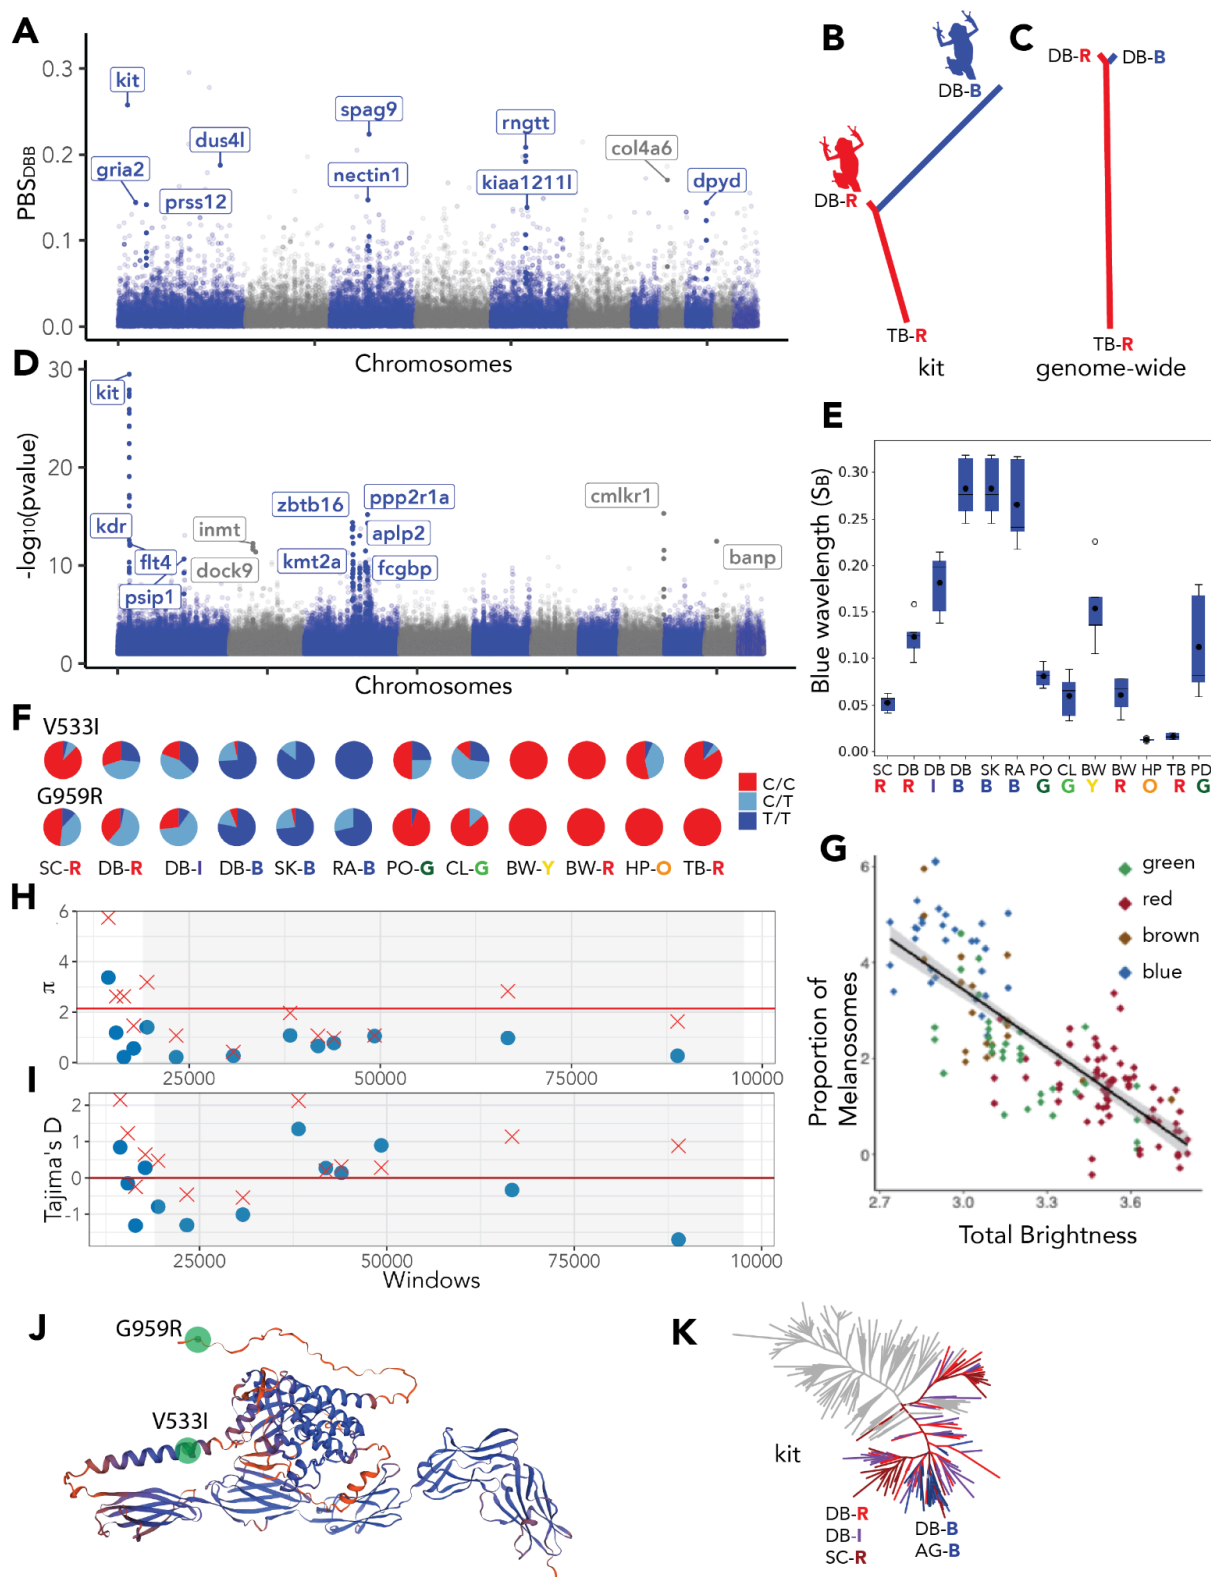 A
PBSDBB
0.3
0.2
0.1
0.0
kit
gria2
dus4l
prss12
spag9
nectin1
rngtt
kiaa1211l
col4a6
dpyd
Chromosomes
B
DB-B
DB-R
TB-R
kit
C
DB-R
DB-B
TB-R
genome-wide
D
-log10(pvalue)
30
20
10
0
kit
kdr
flt4
psip1
inmt
dock9
zbtb16
kmt2a
ppp2r1a
aplp2
fcgbp
cmlkr1
banp
Chromosomes
E
Blue wavelength (SB)
0.30
0.25
0.20
0.15
0.10
0.05
0.00
SC DB DB DB SK RA PO CL BW BW HP TB PD
R R I B B B G G Y R O R G
F
V533I
G959R
C/C
C/T
T/T
SC-R DB-R DB-I DB-B SK-B RA-B PO-G CL-G BW-Y BW-R HP-O TB-R
G
Proportion of
Melanosomes
6
4
2
0
green
red
brown
blue
2.7 3.0 3.3 3.6
Total Brightness
H
π
6
4
2
0
25000 50000 75000 10000
I
Tajima's D
2
1
0
-1
25000 50000 75000 10000
Windows
J
G959R
V533I
K
kit
DB-R
DB-I
SC-R
DB-B
AG-B